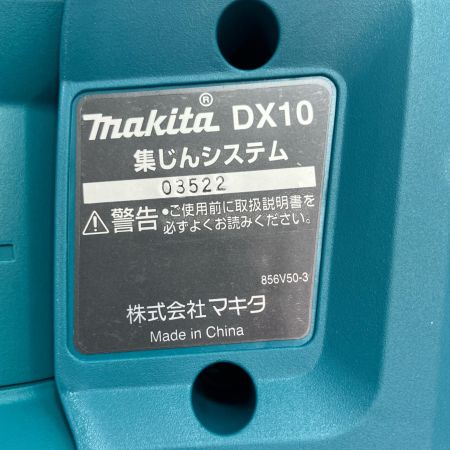 makita® DX10
集じんシステム
03522
⚠警告 •ご使用前に取扱説明書を
必ずよくお読みください。
856V50-3
株式会社マキタ
Made in China